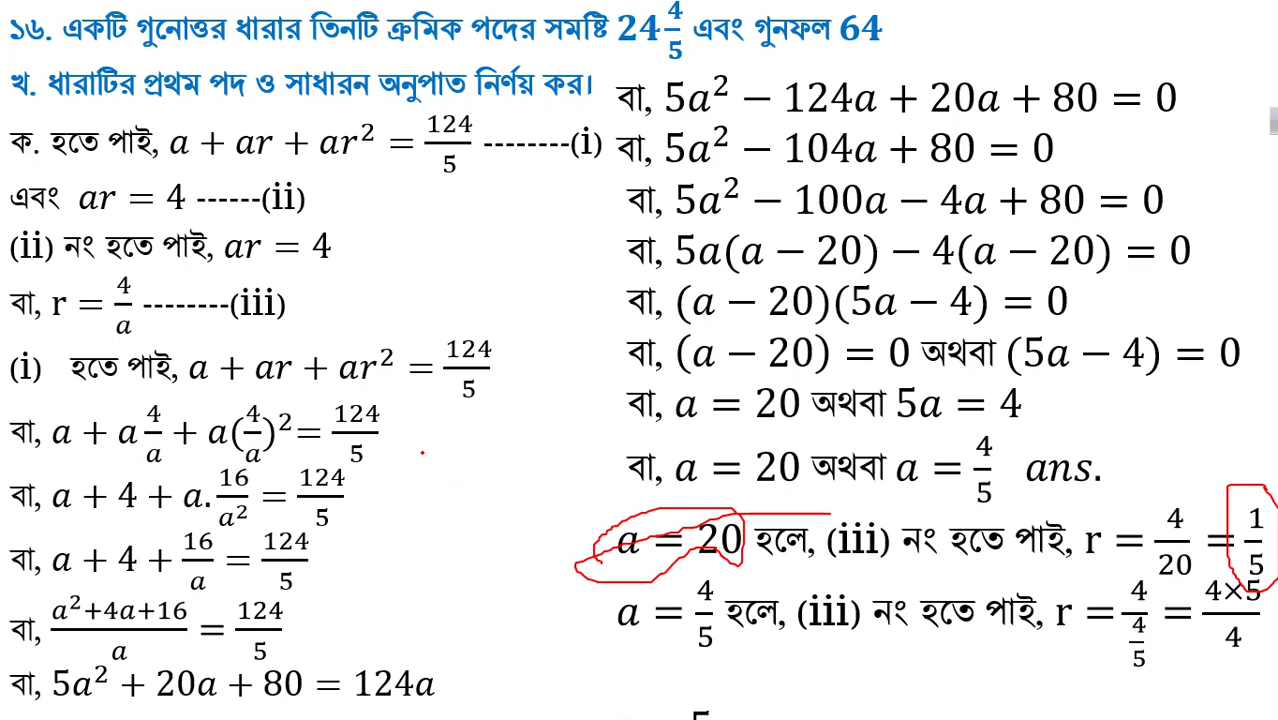 ১৬. একটি গুনোত্তর ধারার তিনটি ক্রমিক পদের সমষ্টি 24 4/5 এবং গুনফল 64
খ. ধারাটির প্রথম পদ ও সাধারন অনুপাত নির্ণয় কর।
ক. হতে পাই, a + ar + ar² = 124/5 --------(i)
এবং ar = 4 ------(ii)
(ii) নং হতে পাই, ar = 4
বা, r = 4/a --------(iii)
(i) হতে পাই, a + ar + ar² = 124/5
বা, a + a 4/a + a(4/a)² = 124/5
বা, a + 4 + a. 16/a² = 124/5
বা, a + 4 + 16/a = 124/5
বা, (a²+4a+16)/a = 124/5
বা, 5a² + 20a + 80 = 124a
বা, 5a² − 124a + 20a + 80 = 0
বা, 5a² − 104a + 80 = 0
বা, 5a² − 100a − 4a + 80 = 0
বা, 5a(a − 20) − 4(a − 20) = 0
বা, (a − 20)(5a − 4) = 0
বা, (a − 20) = 0 অথবা (5a − 4) = 0
বা, a = 20 অথবা 5a = 4
বা, a = 20 অথবা a = 4/5 ans.
a = 20 হলে, (iii) নং হতে পাই, r = 4/20 = 1/5
a = 4/5 হলে, (iii) নং হতে পাই, r = 4/(4/5) = (4×5)/4